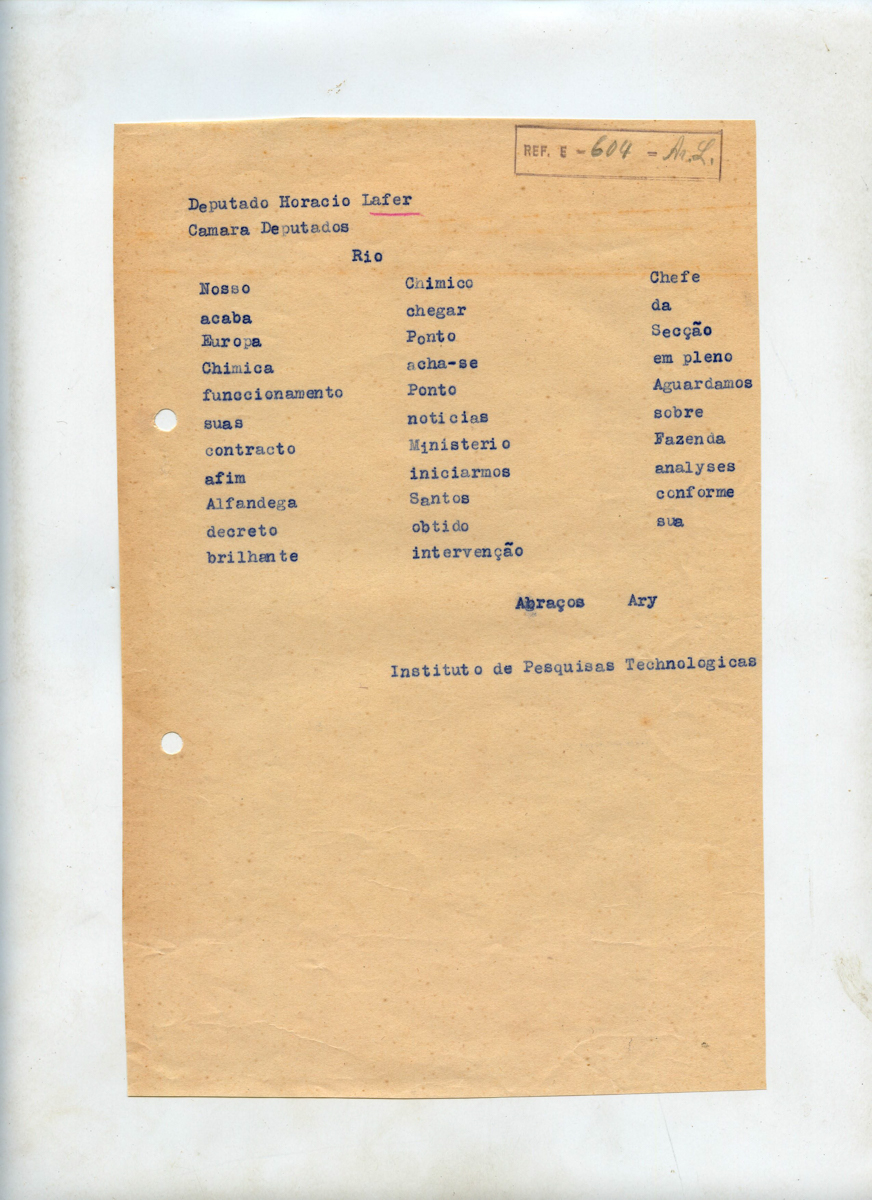 REF. E - 604 - Ar. L.
Deputado Horacio Lafer
Camara Deputados
Rio
Nosso Chimico Chefe
acaba chegar da
Europa Ponto Secção
Chimica acha-se em pleno
funccionamento Ponto Aguardamos
suas noticias sobre
contracto Ministerio Fazenda
afim iniciarmos analyses
Alfandega Santos conforme
decreto obtido sua
brilhante intervenção
Abraços Ary
Instituto de Pesquisas Technologicas